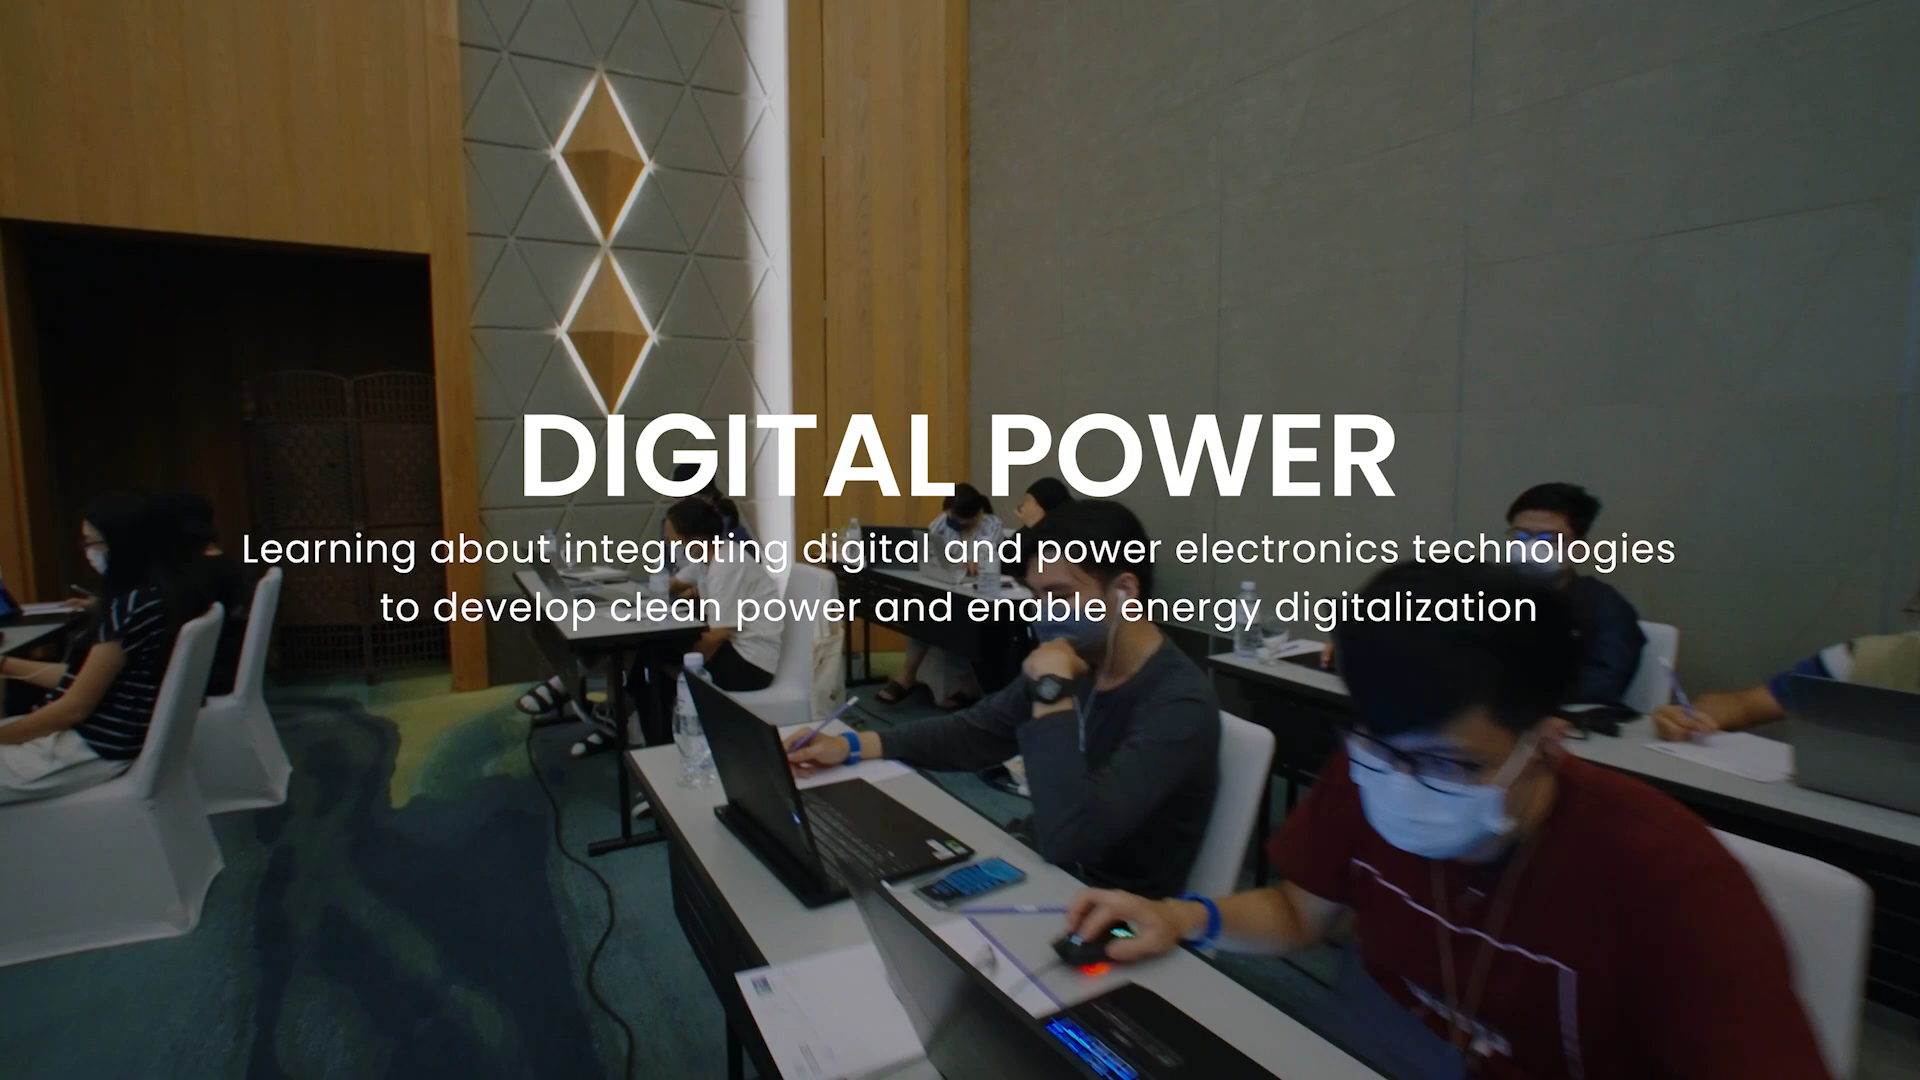 DIGITAL POWER
Learning about integrating digital and power electronics technologies
to develop clean power and enable energy digitalization